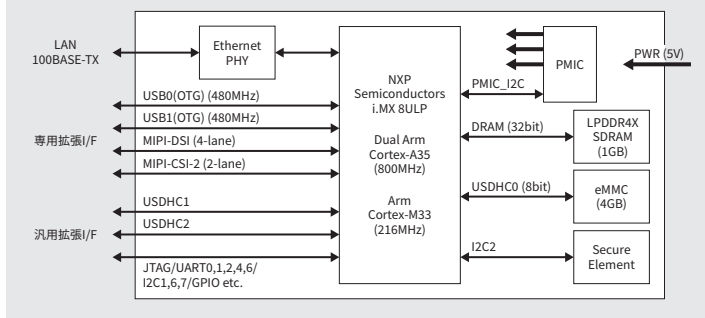 LAN
100BASE-TX
Ethernet
PHY
NXP
Semiconductors
i.MX 8ULP
Dual Arm
Cortex-A35
(800MHz)
Arm
Cortex-M33
(216MHz)
PMIC
PWR (5V)
PMIC_I2C
専用拡張I/F
USB0(OTG) (480MHz)
USB1(OTG) (480MHz)
MIPI-DSI (4-lane)
MIPI-CSI-2 (2-lane)
DRAM (32bit)
LPDDR4X
SDRAM
(1GB)
USDHC0 (8bit)
eMMC
(4GB)
汎用拡張I/F
USDHC1
USDHC2
JTAG/UART0,1,2,4,6/
I2C1,6,7/GPIO etc.
I2C2
Secure
Element